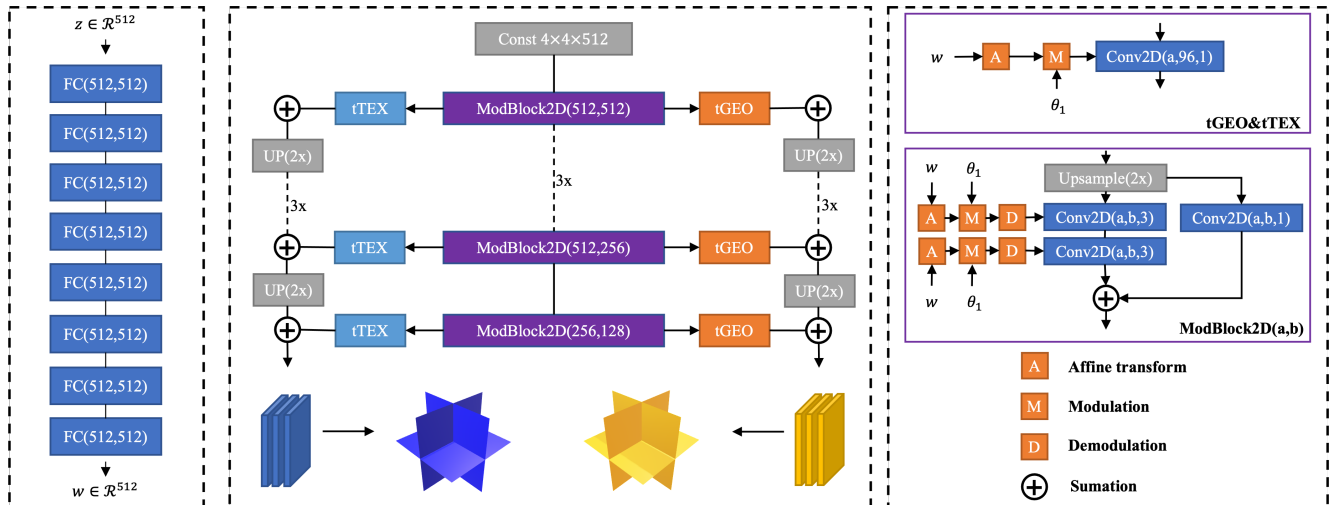 z ∈ ℛ⁵¹²
FC(512,512)
FC(512,512)
FC(512,512)
FC(512,512)
FC(512,512)
FC(512,512)
FC(512,512)
FC(512,512)
w ∈ ℛ⁵¹²
Const 4×4×512
tTEX
ModBlock2D(512,512)
tGEO
UP(2x)
UP(2x)
3x
3x
3x
tTEX
ModBlock2D(512,256)
tGEO
UP(2x)
UP(2x)
tTEX
ModBlock2D(256,128)
tGEO
w
A
M
Conv2D(a,96,1)
θ₁
tGEO&tTEX
w
θ₁
Upsample(2x)
A
M
D
Conv2D(a,b,3)
Conv2D(a,b,1)
A
M
D
Conv2D(a,b,3)
w
θ₁
ModBlock2D(a,b)
A Affine transform
M Modulation
D Demodulation
Sumation